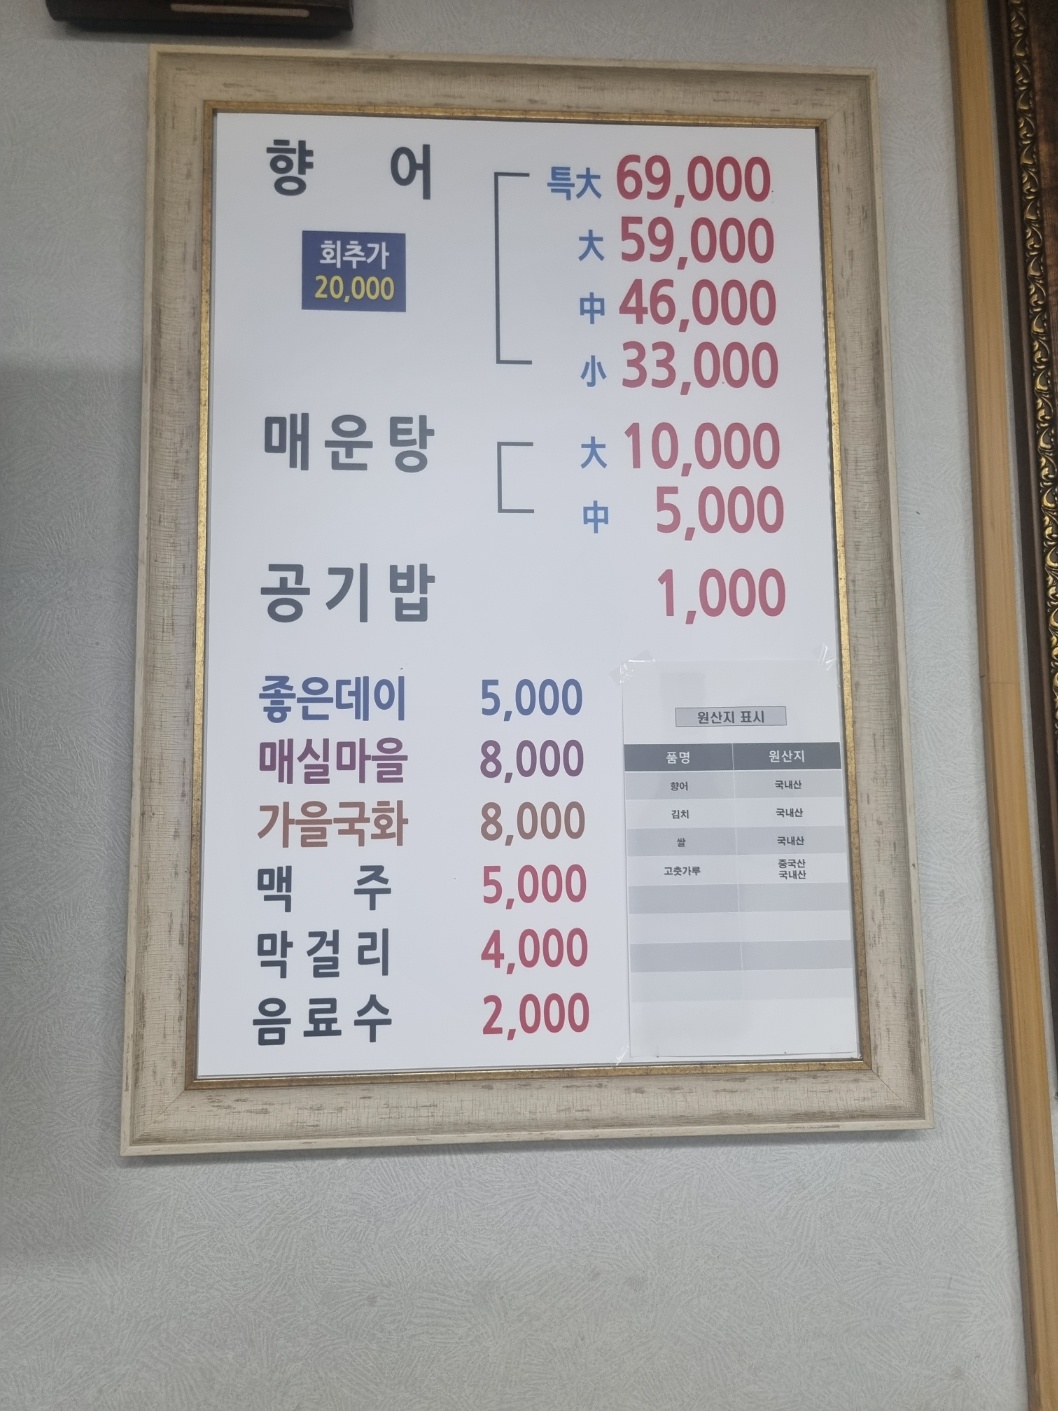 향 어
특大 69,000
大 59,000
中 46,000
小 33,000
회추가
20,000
매운탕
大 10,000
中 5,000
공기밥 1,000
좋은데이 5,000
매실마을 8,000
가을국화 8,000
맥 주 5,000
막걸리 4,000
음료수 2,000
원산지 표시
품명 원산지
향어 국내산
김치 국내산
쌀 국내산
고춧가루 중국산
국내산